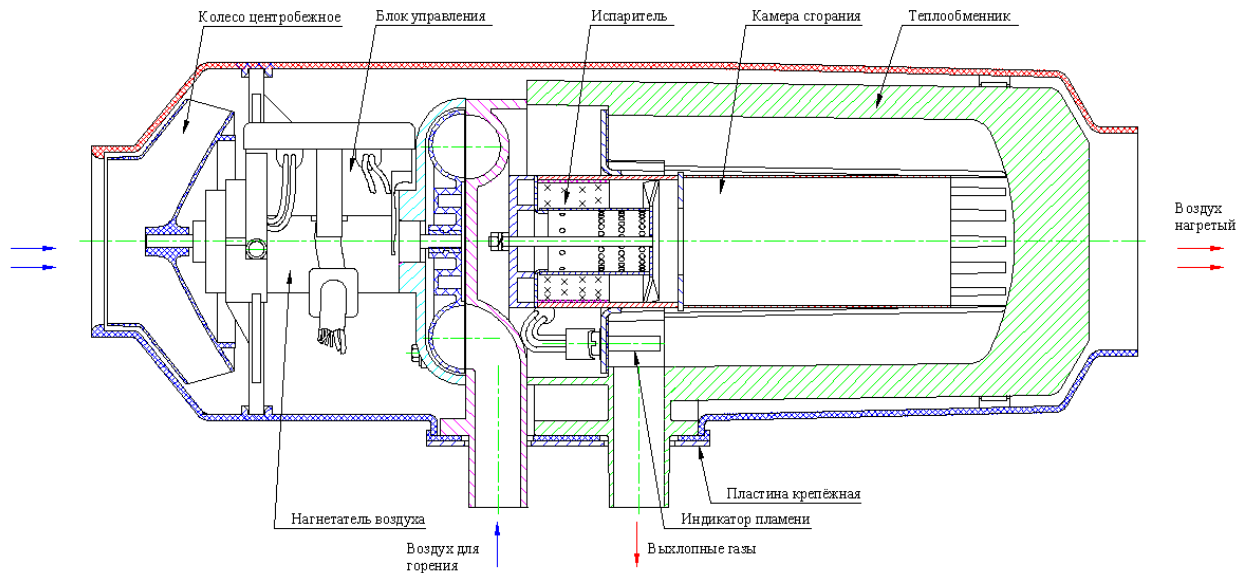 Колесо центробежное
Блок управления
Испаритель
Камера сгорания
Теплообменник
Воздух
нагретый
Пластина крепёжная
Нагнетатель воздуха
Индикатор пламени
Воздух для
горения
Выхлопные газы